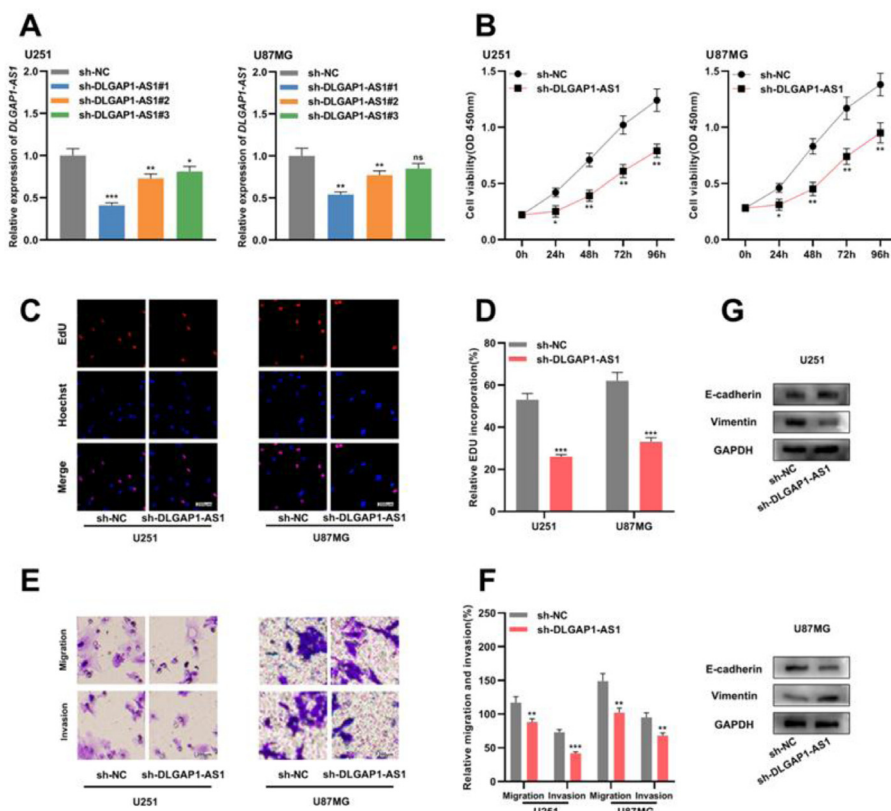 A
U251
sh-NC
sh-DLGAP1-AS1#1
sh-DLGAP1-AS1#2
sh-DLGAP1-AS1#3
Relative expression of DLGAP1-AS1
2.0
1.5
1.0
0.5
0.0
***
**
*
U87MG
sh-NC
sh-DLGAP1-AS1#1
sh-DLGAP1-AS1#2
sh-DLGAP1-AS1#3
Relative expression of DLGAP1-AS1
2.0
1.5
1.0
0.5
0.0
**
**
ns
B
U251
sh-NC
sh-DLGAP1-AS1
Cell viability(OD 450nm)
1.5
1.0
0.5
0.0
*
**
**
**
0h 24h 48h 72h 96h
U87MG
sh-NC
sh-DLGAP1-AS1
Cell viability(OD 450nm)
1.5
1.0
0.5
0.0
*
**
**
**
0h 24h 48h 72h 96h
C
EdU
Hoechst
Merge
sh-NC sh-DLGAP1-AS1
U251
sh-NC sh-DLGAP1-AS1
U87MG
D
sh-NC
sh-DLGAP1-AS1
Relative EDU incorporation(%)
80
60
40
20
0
***
***
U251 U87MG
G
U251
E-cadherin
Vimentin
GAPDH
sh-NC
sh-DLGAP1-AS1
E
Migration
Invasion
sh-NC sh-DLGAP1-AS1
U251
sh-NC sh-DLGAP1-AS1
U87MG
F
sh-NC
sh-DLGAP1-AS1
Relative migration and invasion(%)
250
200
150
100
50
0
**
***
**
**
Migration Invasion Migration Invasion
U251 U87MG
U87MG
E-cadherin
Vimentin
GAPDH
sh-NC
sh-DLGAP1-AS1